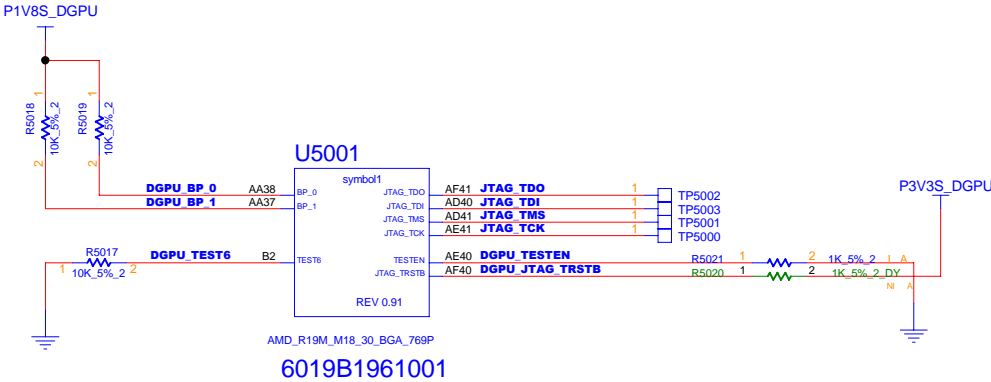 P1V8S_DGPU
1
1
R5018
10K_5%_2
R5019
10K_5%_2
2
2
U5001
symbol1
DGPU_BP_0 AA38 BP_0 JTAG_TDO AF41 JTAG_TDO 1 TP5002
DGPU_BP_1 AA37 BP_1 JTAG_TDI AD40 JTAG_TDI 1 TP5003
JTAG_TMS AD41 JTAG_TMS 1 TP5001
JTAG_TCK AE41 JTAG_TCK 1 TP5000
P3V3S_DGPU
R5017
1 10K_5%_2 2 DGPU_TEST6 B2 TEST6 TESTEN AE40 DGPU_TESTEN R5021 1 2 1K_5%_2 I A
JTAG_TRSTB AF40 DGPU_JTAG_TRSTB R5020 1 2 1K_5%_2_DY
NI A
REV 0.91
AMD_R19M_M18_30_BGA_769P
6019B1961001